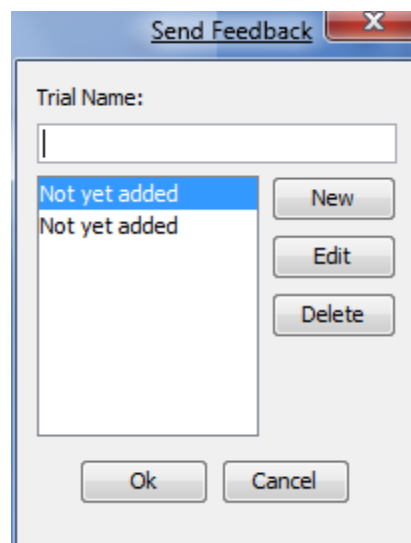 Send Feedback
Trial Name:
Not yet added
New
Not yet added
Edit
Delete
Ok
Cancel